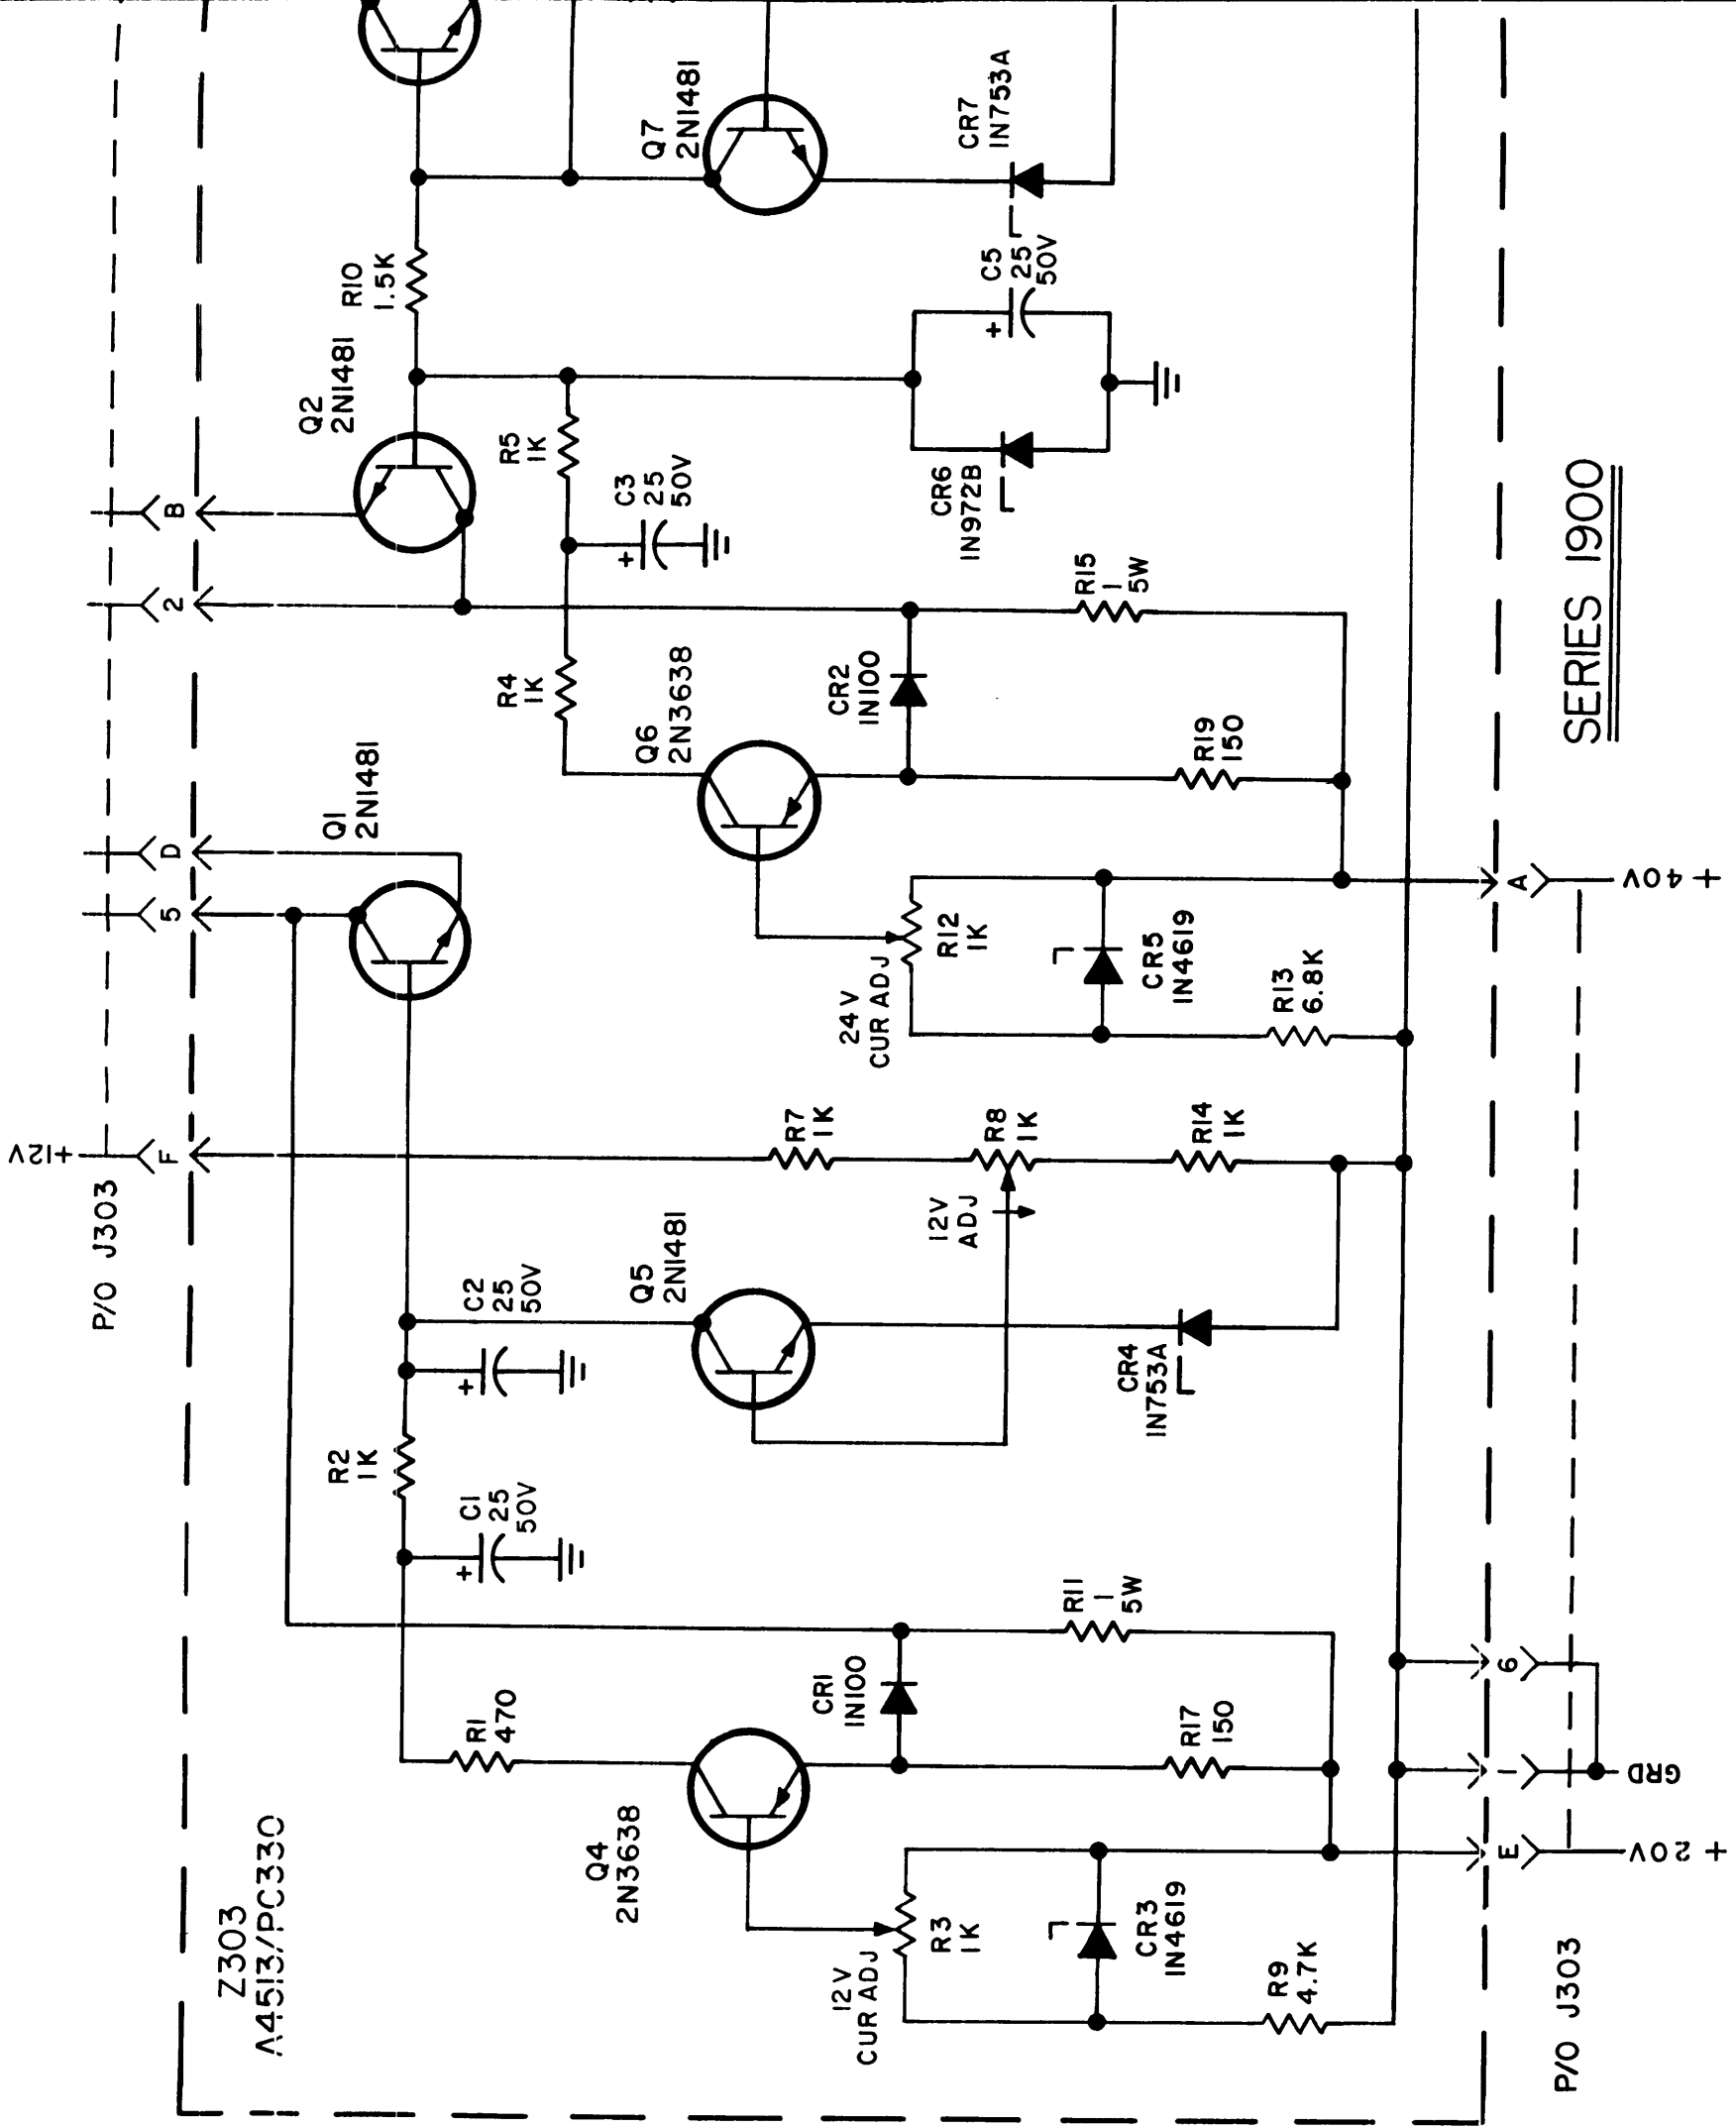 Z303
A4513/PC330
P/O J303
+12V
F
5
D
2
B
Q1
2N1481
Q2
2N1481
R10
1.5K
R1
470
C1
25
50V
+
R2
1K
C2
25
50V
+
R4
1K
C3
25
50V
+
R5
1K
Q4
2N3638
Q5
2N1481
Q6
2N3638
Q7
2N1481
12V
CUR ADJ
R3
1K
CR1
1N100
R11
1
5W
12V
ADJ
R7
1K
R8
1K
R14
1K
24V
CUR ADJ
R12
1K
CR2
1N100
R15
1
5W
CR6
1N972B
C5
25
50V
+
CR7
1N753A
CR3
1N4619
R9
4.7K
R17
150
CR4
1N753A
CR5
1N4619
R13
6.8K
R19
150
E
1
6
A
+20V
GRD
+40V
P/O J303
SERIES 1900